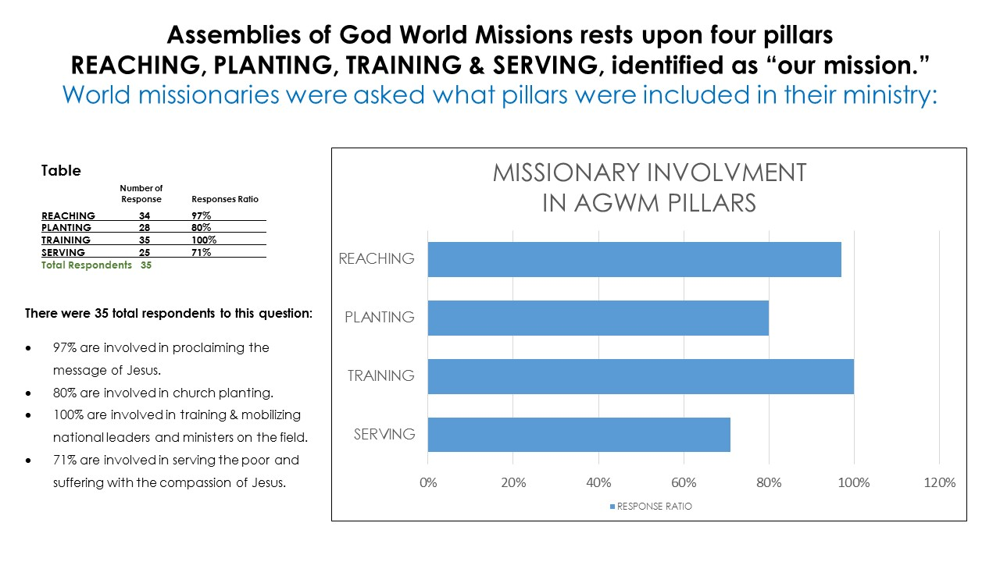 Assemblies of God World Missions rests upon four pillars
REACHING, PLANTING, TRAINING & SERVING, identified as “our mission.”
World missionaries were asked what pillars were included in their ministry:
Table
Number of
Response Responses Ratio
REACHING 34 97%
PLANTING 28 80%
TRAINING 35 100%
SERVING 25 71%
Total Respondents 35
There were 35 total respondents to this question:
• 97% are involved in proclaiming the
message of Jesus.
• 80% are involved in church planting.
• 100% are involved in training & mobilizing
national leaders and ministers on the field.
• 71% are involved in serving the poor and
suffering with the compassion of Jesus.
MISSIONARY INVOLVMENT
IN AGWM PILLARS
REACHING
PLANTING
TRAINING
SERVING
0% 20% 40% 60% 80% 100% 120%
RESPONSE RATIO